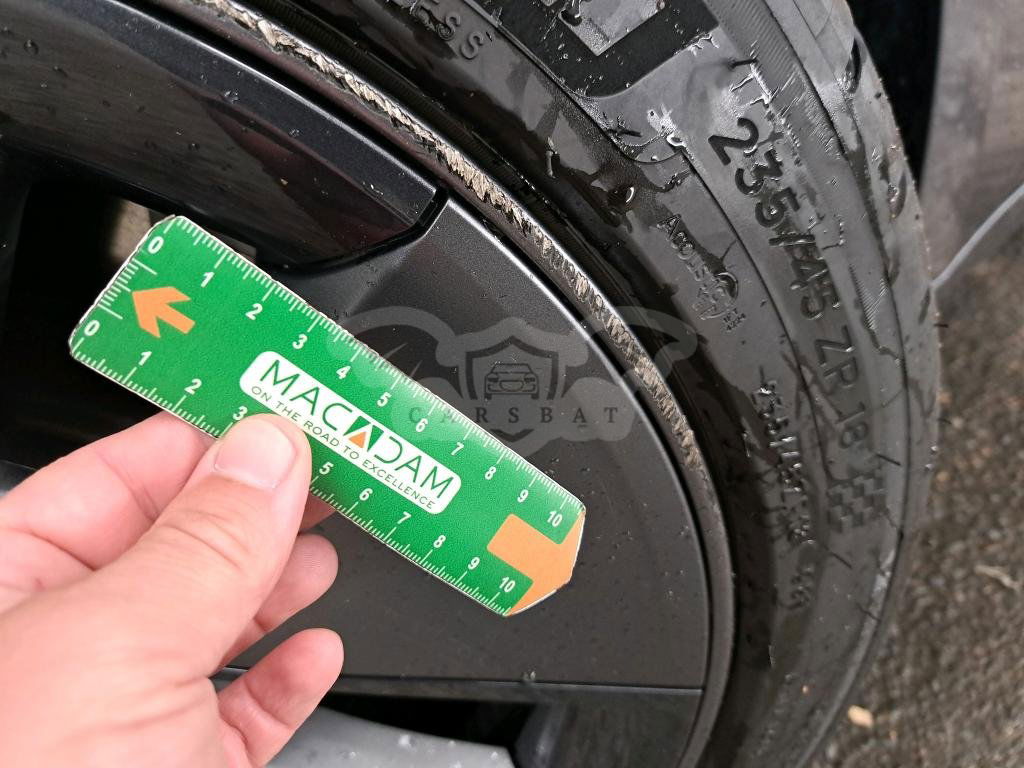 0 1 2 3 4 5 6 7 8 9 10
MACADAM
ON THE ROAD TO EXCELLENCE
0 1 2 3 5 6 7 8 9 10
CARSBAT
235/45 ZR 18